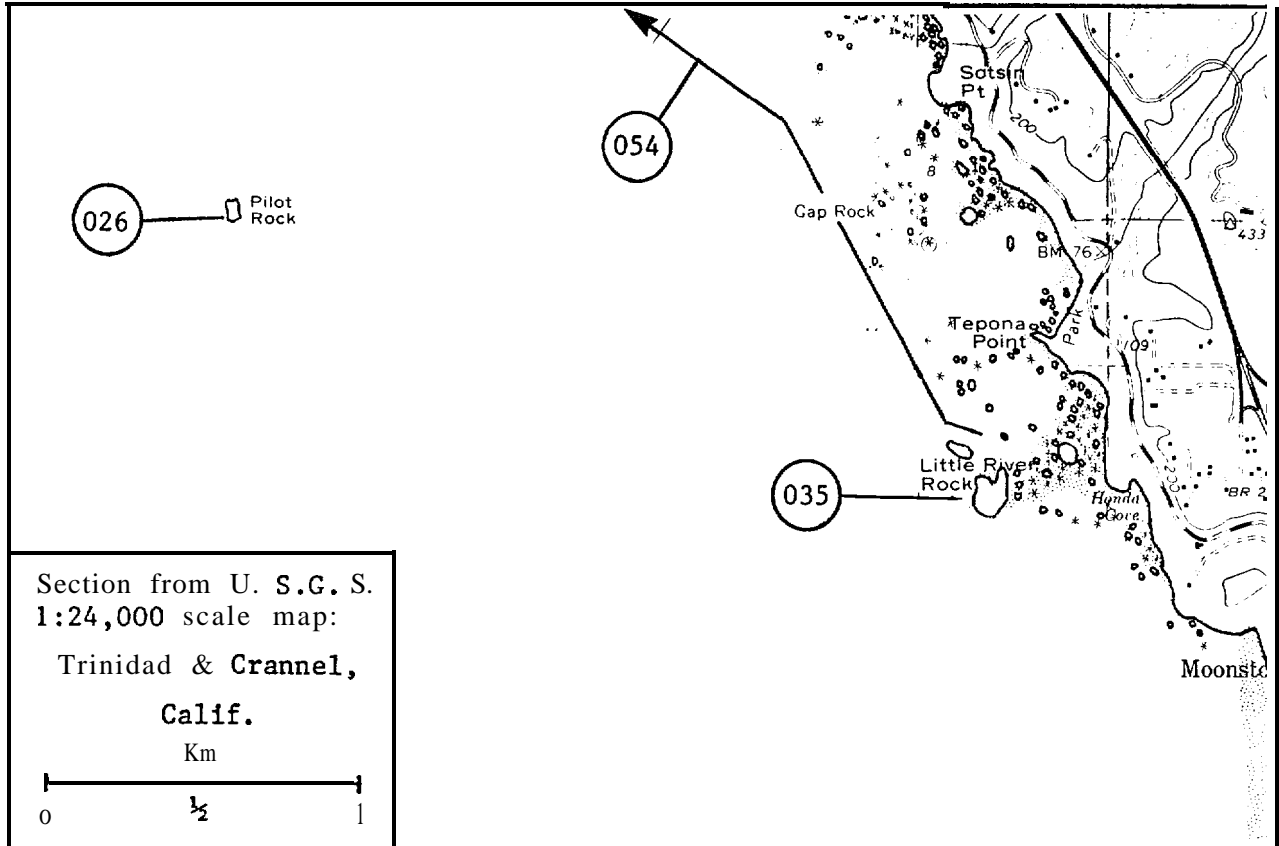 Sotsin
Pt
200
054
B
026
Pilot
Rock
Gap Rock
433
BM 76
Tepona
Point
Park
109
Little River
Rock
035
200
BR 2
Honda
Cove
Section from U. S.G. S.
1:24,000 scale map:
Trinidad & Crannel,
Calif.
Km
o ½ 1
Moonsto